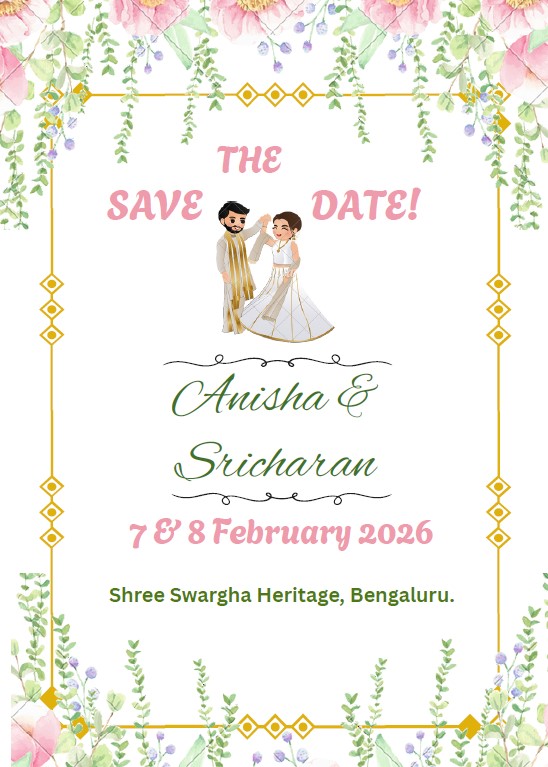 THE
SAVE DATE!
Anisha &
Sricharan
7 & 8 February 2026
Shree Swargha Heritage, Bengaluru.